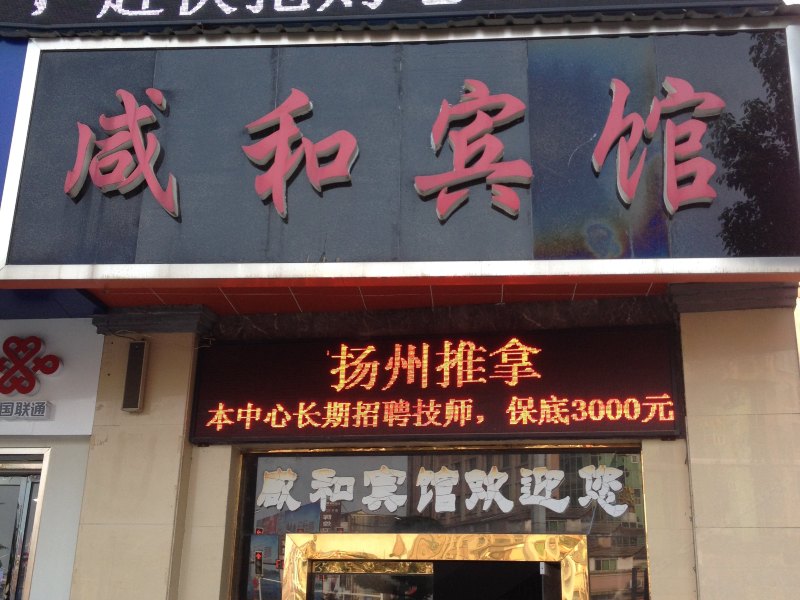 咸和宾馆
扬州推拿
本中心长期招聘技师，保底3000元
国联通
咸和宾馆欢迎您